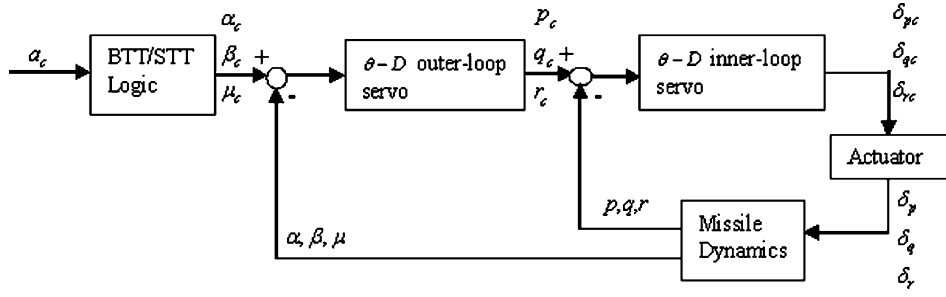 a_c
BTT/STT
Logic
α_c
β_c
μ_c
+
-
θ – D outer-loop
servo
p_c
q_c
r_c
+
-
θ – D inner-loop
servo
δ_pc
δ_qc
δ_rc
Actuator
δ_p
δ_q
δ_r
Missile
Dynamics
p,q,r
α, β, μ